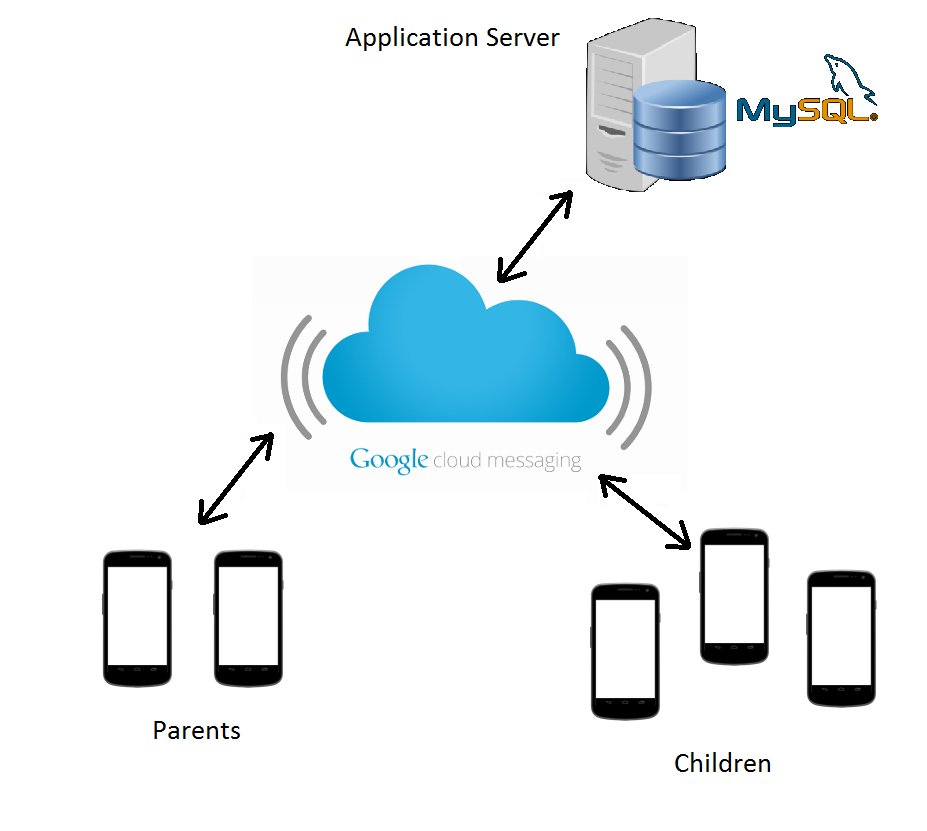 Application Server
MySQL
Google cloud messaging
Parents
Children